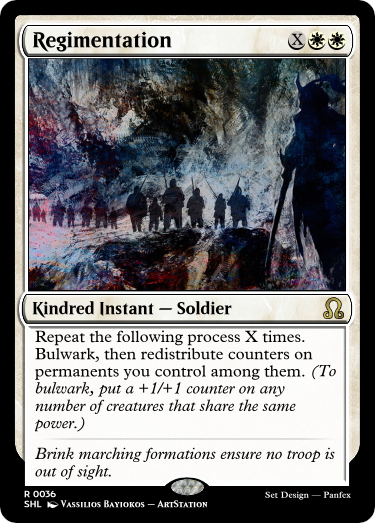 Regimentation X
Kindred Instant — Soldier
Repeat the following process X times.
Bulwark, then redistribute counters on
permanents you control among them. (To
bulwark, put a +1/+1 counter on any
number of creatures that share the same
power.)
Brink marching formations ensure no troop is
out of sight.
R 0036
SHL Vassilios Bayiokos — ArtStation
Set Design — Panfex